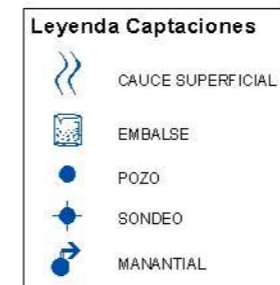 Leyenda Captaciones
CAUCE SUPERFICIAL
EMBALSE
POZO
SONDEO
MANANTIAL